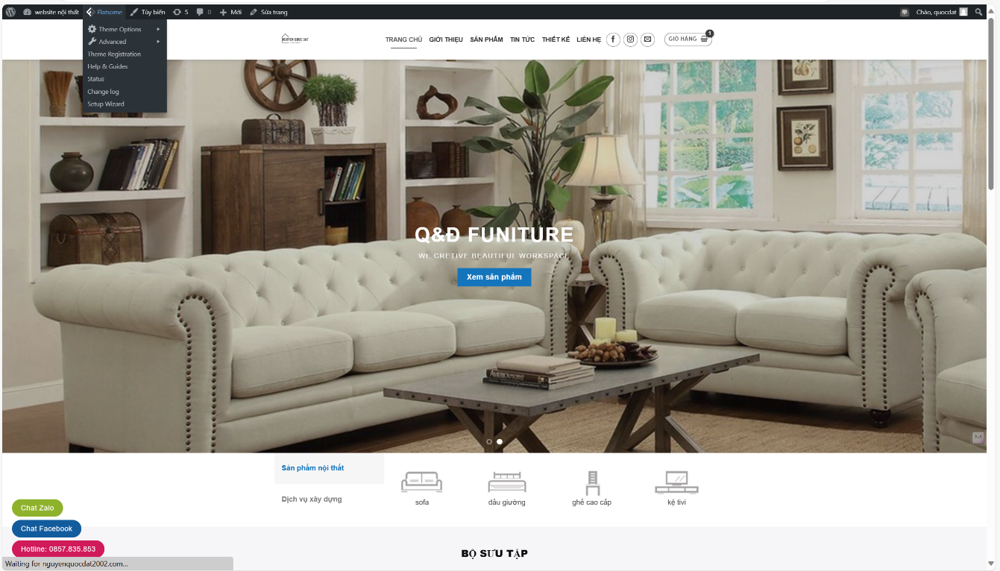 website nội thất Flatsome Tùy biến 5 0 Mới Sửa trang Chào, quocdat
Theme Options
Advanced
Theme Registration
Help & Guides
Status
Change log
Setup Wizard
NGUYEN QUOC DAT
TRANG CHỦ GIỚI THIỆU SẢN PHẨM TIN TỨC THIẾT KẾ LIÊN HỆ GIỎ HÀNG 1
Q&Đ FUNITURE
WE CRETIVE BEAUTIFUL WORKSPACE
Xem sản phẩm
Sản phẩm nội thất
Dịch vụ xây dựng
sofa đầu giường ghế cao cấp kệ tivi
Chat Zalo
Chat Facebook
Hotline: 0857.835.853
BỘ SƯU TẬP
Waiting for nguyenquocdat2002.com...